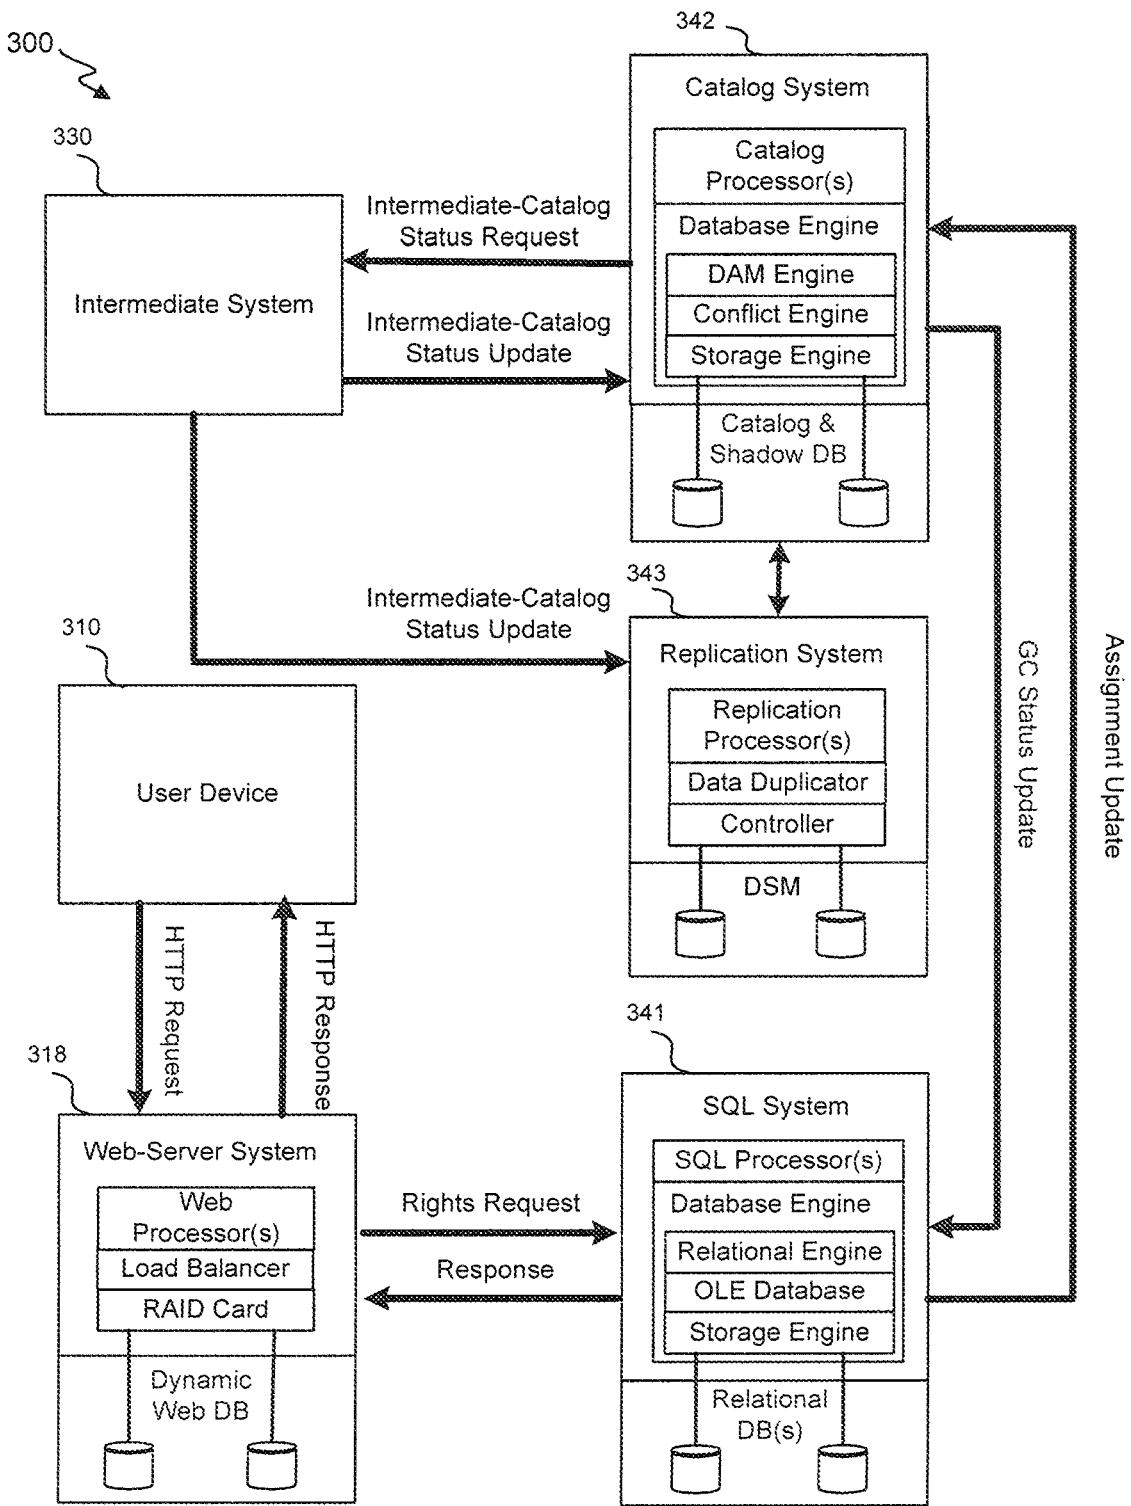 300
342
Catalog System
Catalog
Processor(s)
Database Engine
DAM Engine
Conflict Engine
Storage Engine
Catalog &
Shadow DB
330
Intermediate System
Intermediate-Catalog
Status Request
Intermediate-Catalog
Status Update
Intermediate-Catalog
Status Update
343
Replication System
Replication
Processor(s)
Data Duplicator
Controller
DSM
GC Status Update
Assignment Update
310
User Device
HTTP Request
HTTP Response
318
Web-Server System
Web
Processor(s)
Load Balancer
RAID Card
Dynamic
Web DB
Rights Request
Response
341
SQL System
SQL Processor(s)
Database Engine
Relational Engine
OLE Database
Storage Engine
Relational
DB(s)